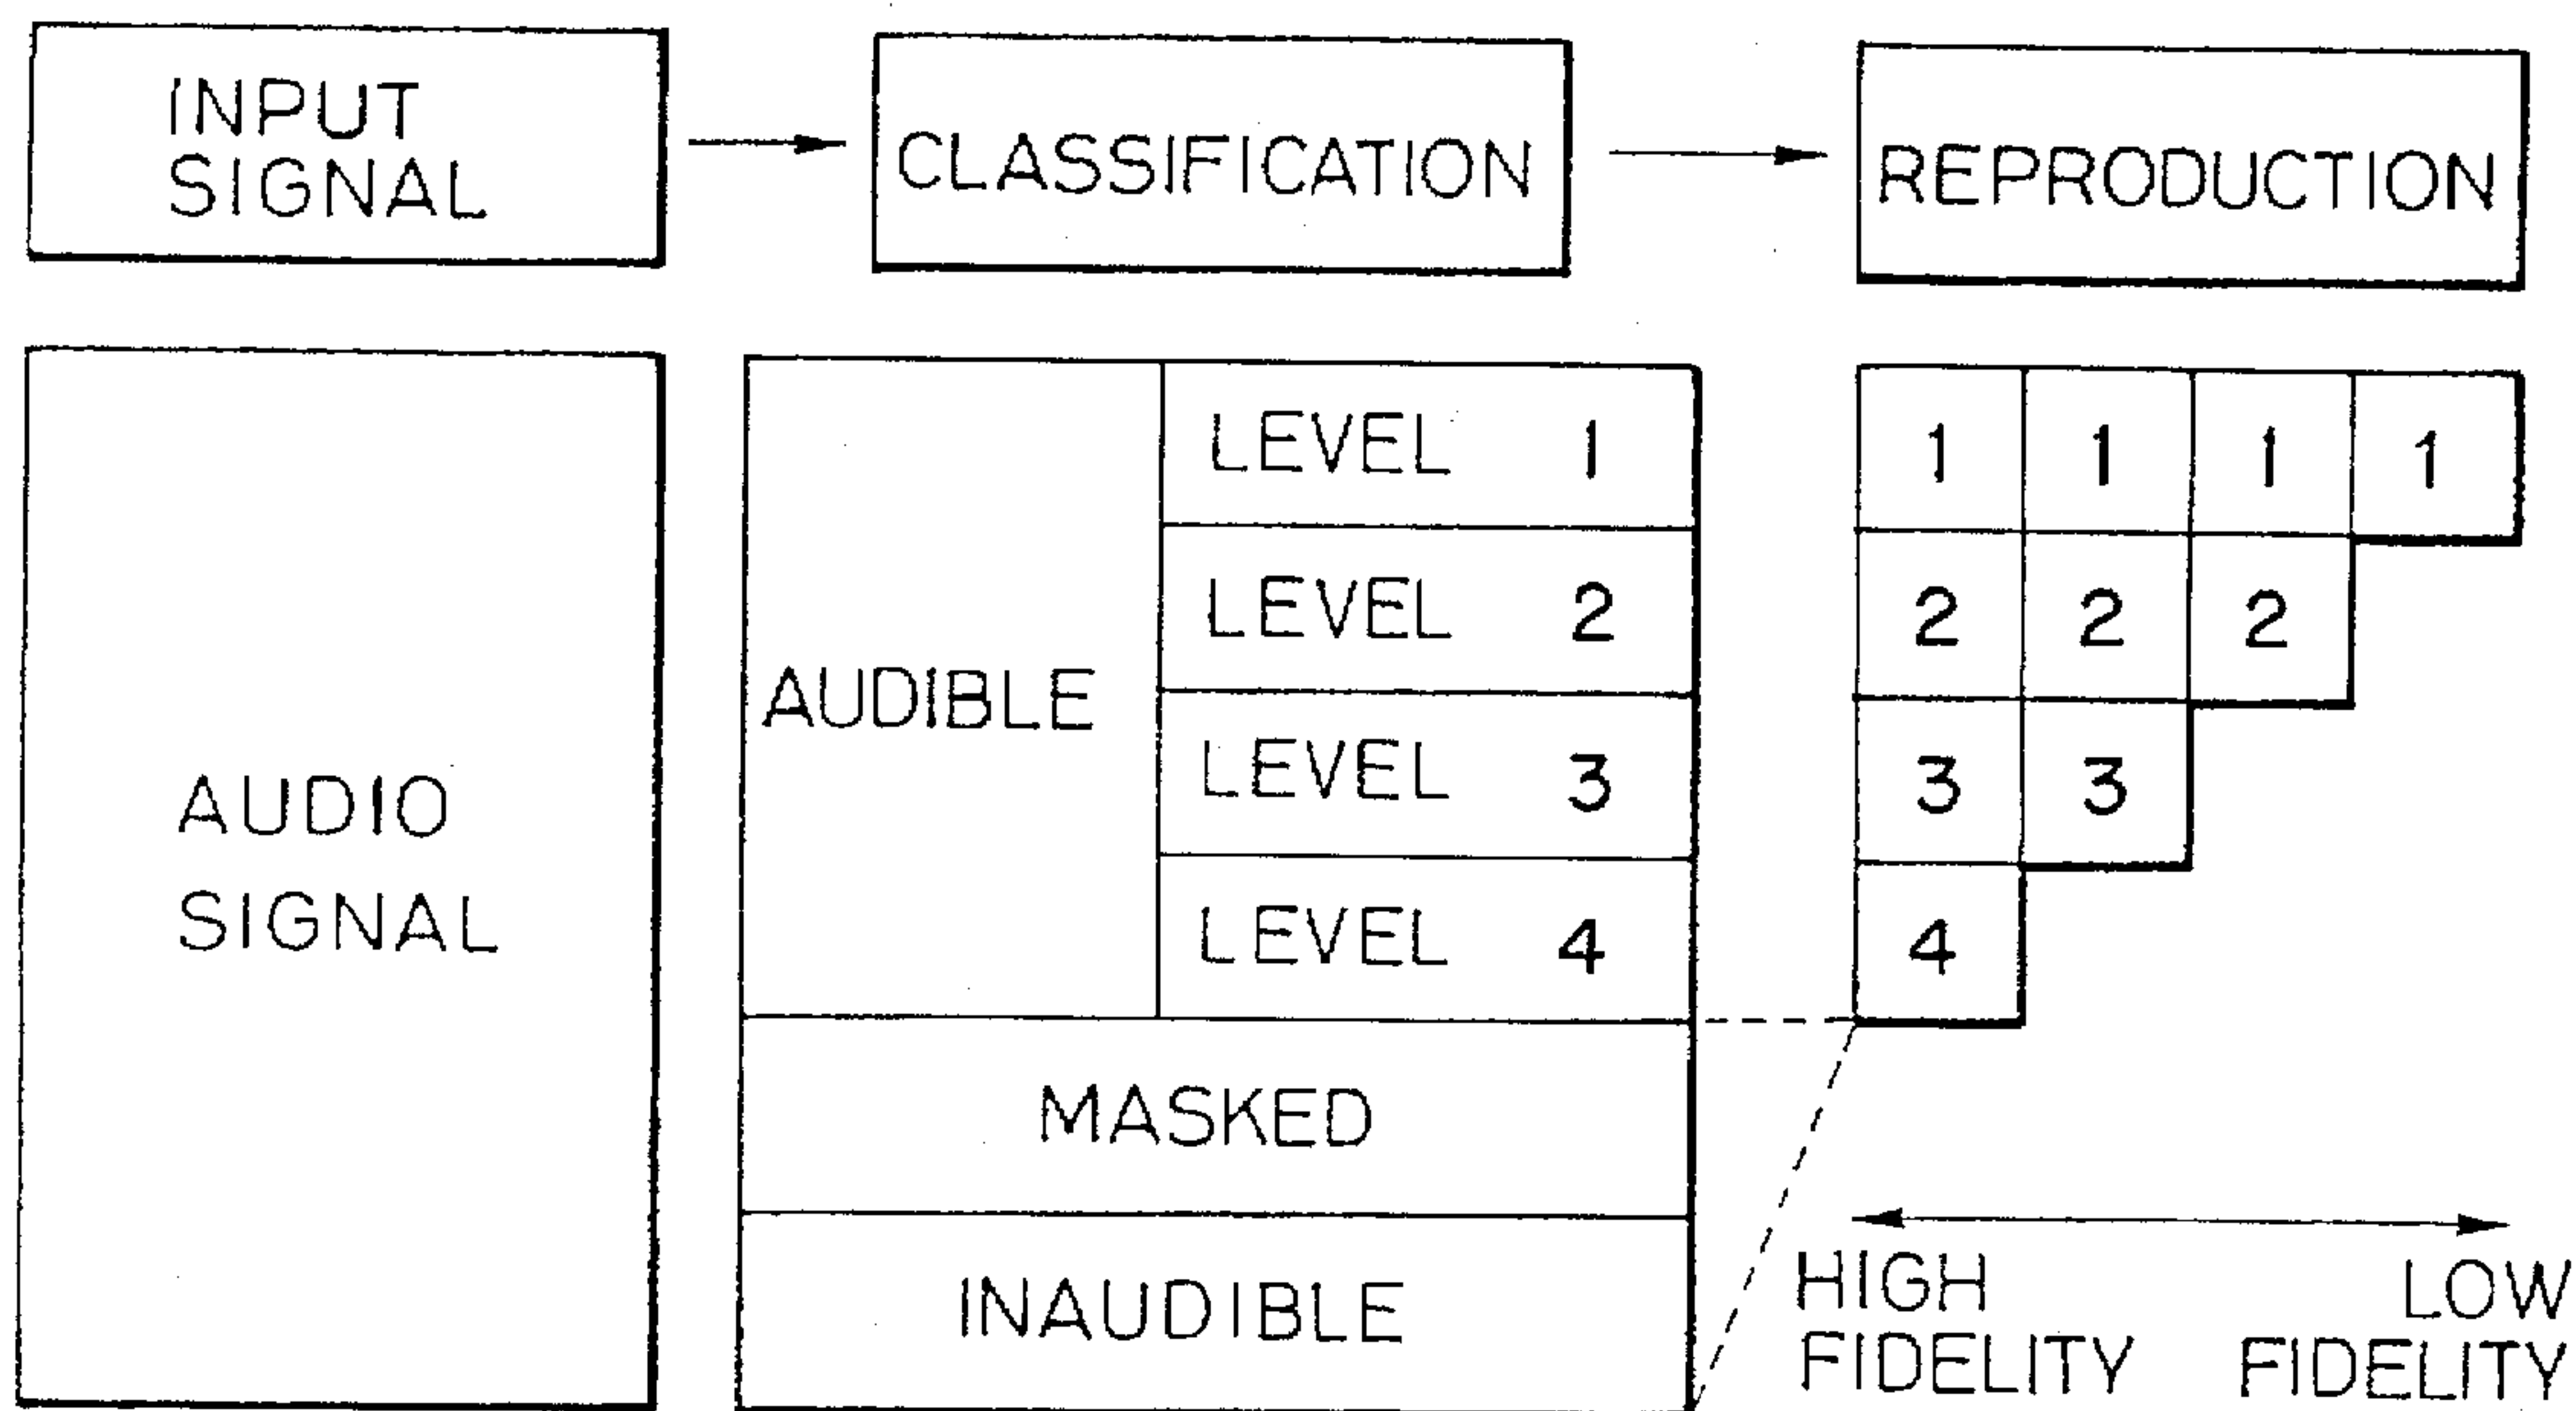 INPUT
SIGNAL
CLASSIFICATION
REPRODUCTION
AUDIO
SIGNAL
AUDIBLE
LEVEL 1
LEVEL 2
LEVEL 3
LEVEL 4
MASKED
INAUDIBLE
1 1 1 1
2 2 2
3 3
4
HIGH
FIDELITY
LOW
FIDELITY